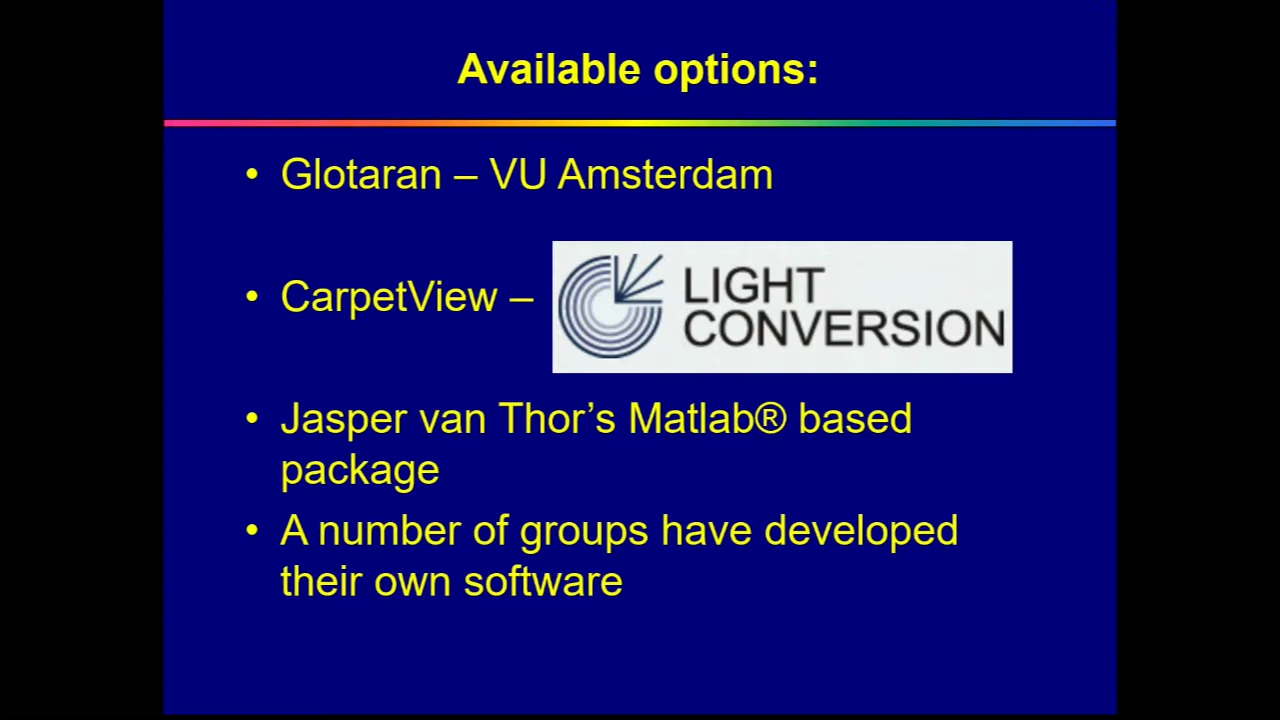 Available options:
• Glotaran – VU Amsterdam
• CarpetView – LIGHT CONVERSION
• Jasper van Thor’s Matlab® based
package
• A number of groups have developed
their own software